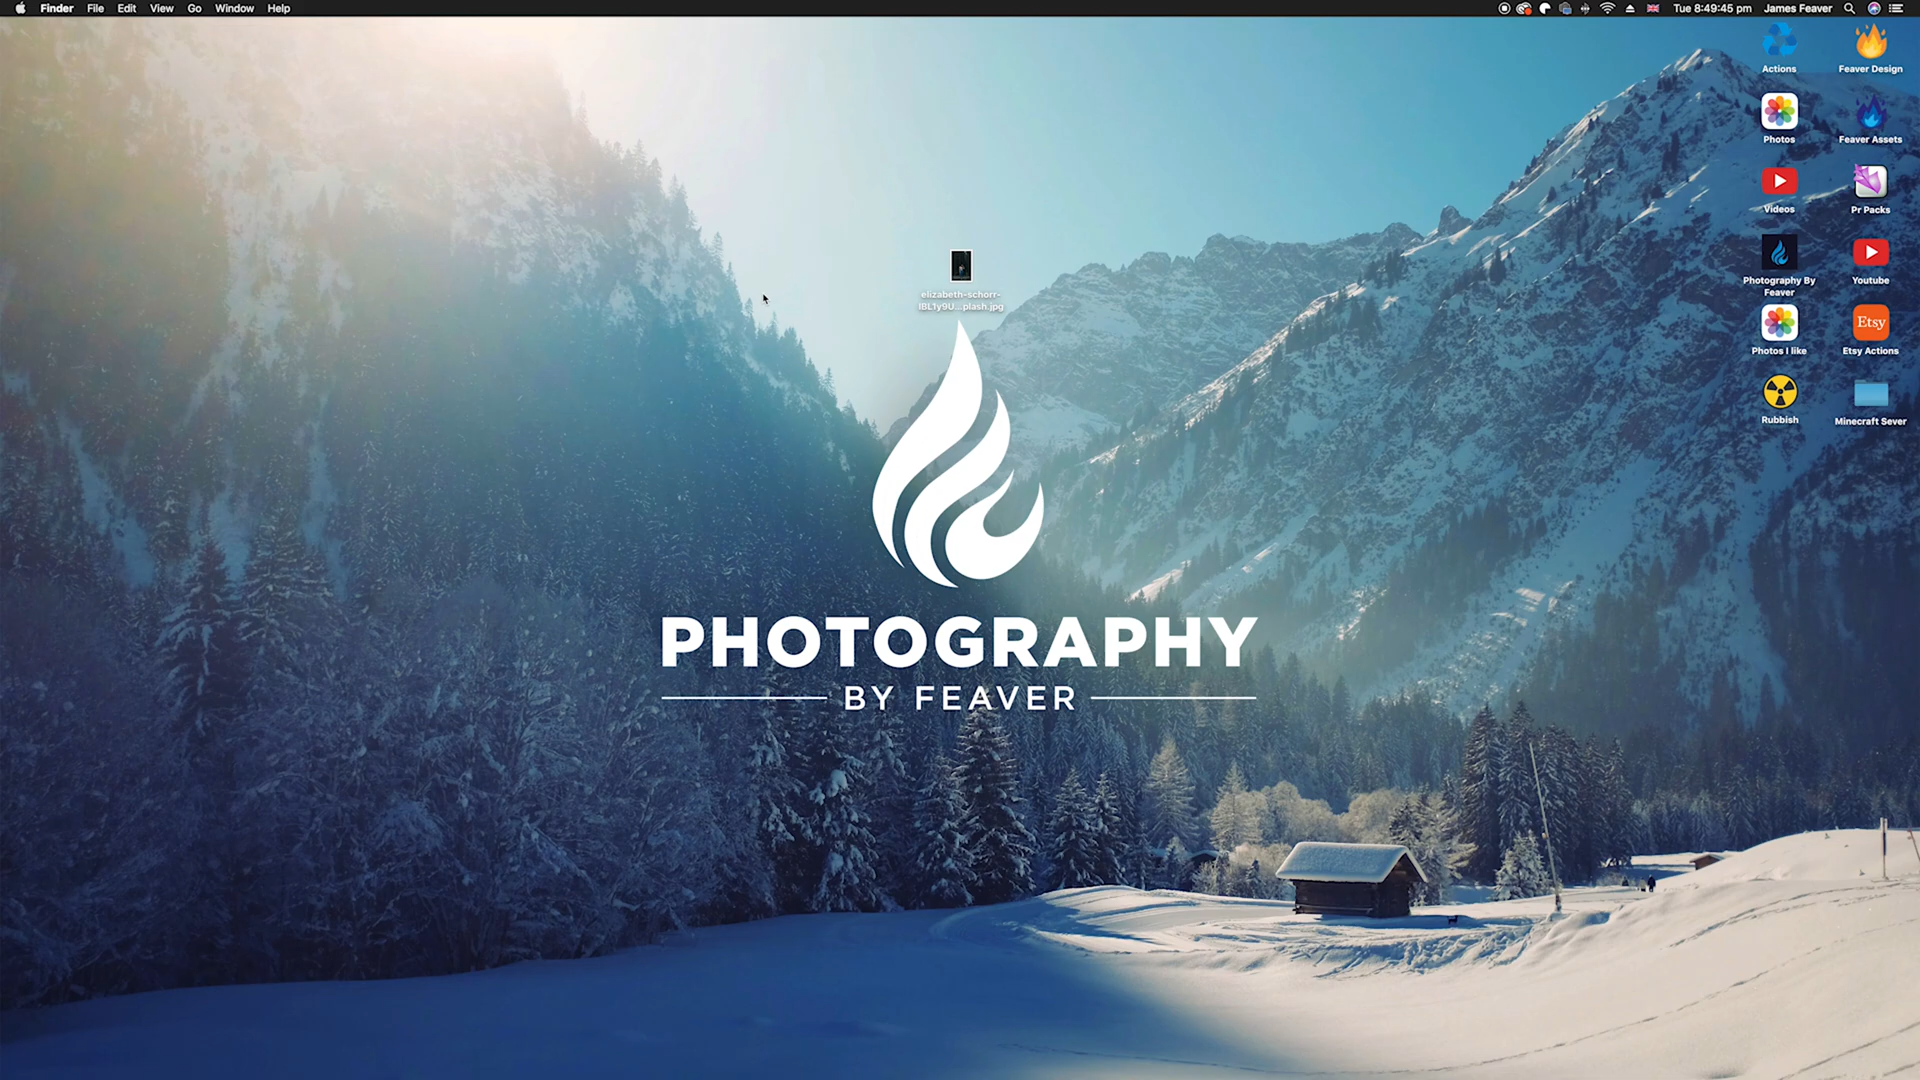 Finder File Edit View Go Window Help
Tue 8:49:45 pm James Feaver
Actions
Feaver Design
Photos
Feaver Assets
Videos
Pr Packs
Photography By
Feaver
Youtube
Photos I like
Etsy
Etsy Actions
Rubbish
Minecraft Sever
elizabeth-schorr-
plash.jpg
PHOTOGRAPHY
BY FEAVER